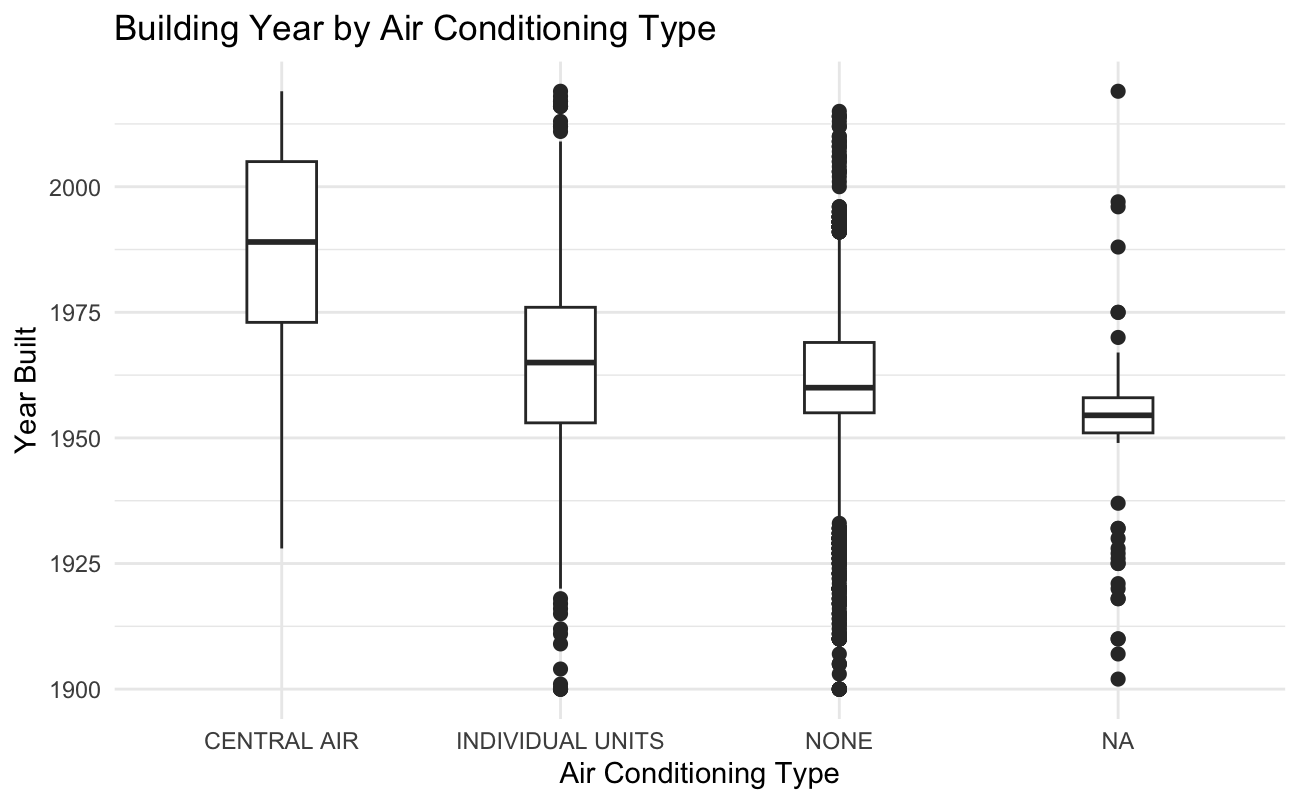 Building Year by Air Conditioning Type
Year Built
2000
1975
1950
1925
1900
CENTRAL AIR
INDIVIDUAL UNITS
NONE
NA
Air Conditioning Type